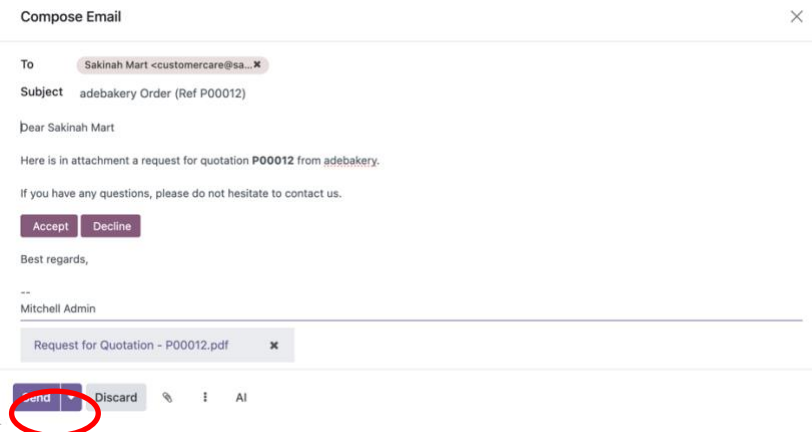 Compose Email
To Sakinah Mart <customercare@sa...
Subject adebakery Order (Ref P00012)
Dear Sakinah Mart
Here is in attachment a request for quotation P00012 from adebakery.
If you have any questions, please do not hesitate to contact us.
Accept Decline
Best regards,
--
Mitchell Admin
Request for Quotation - P00012.pdf
Send Discard AI